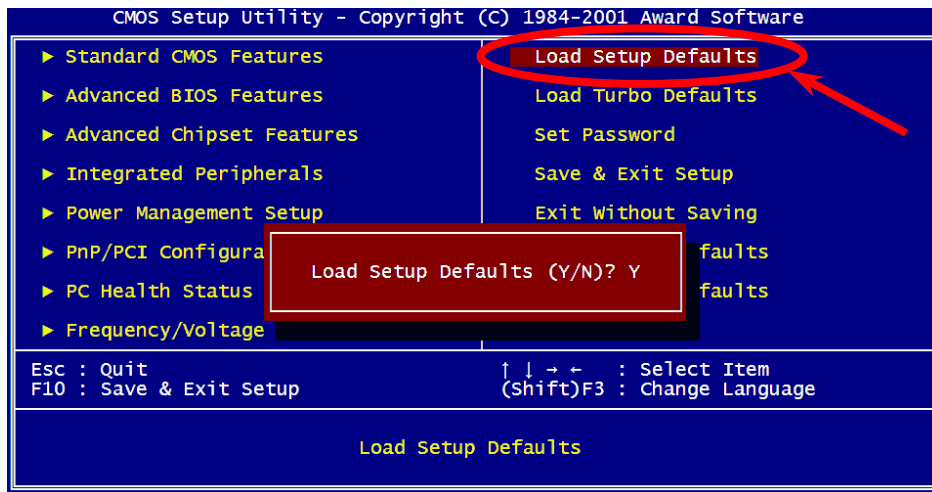 CMOS Setup Utility - Copyright (C) 1984-2001 Award Software
► Standard CMOS Features
► Advanced BIOS Features
► Advanced Chipset Features
► Integrated Peripherals
► Power Management Setup
► PnP/PCI Configura
► PC Health Status
► Frequency/Voltage
Load Setup Defaults
Load Turbo Defaults
Set Password
Save & Exit Setup
Exit Without Saving
faults
faults
Load Setup Defaults (Y/N)? Y
Esc : Quit
F10 : Save & Exit Setup
↑ ↓ → ← : Select Item
(Shift)F3 : Change Language
Load Setup Defaults